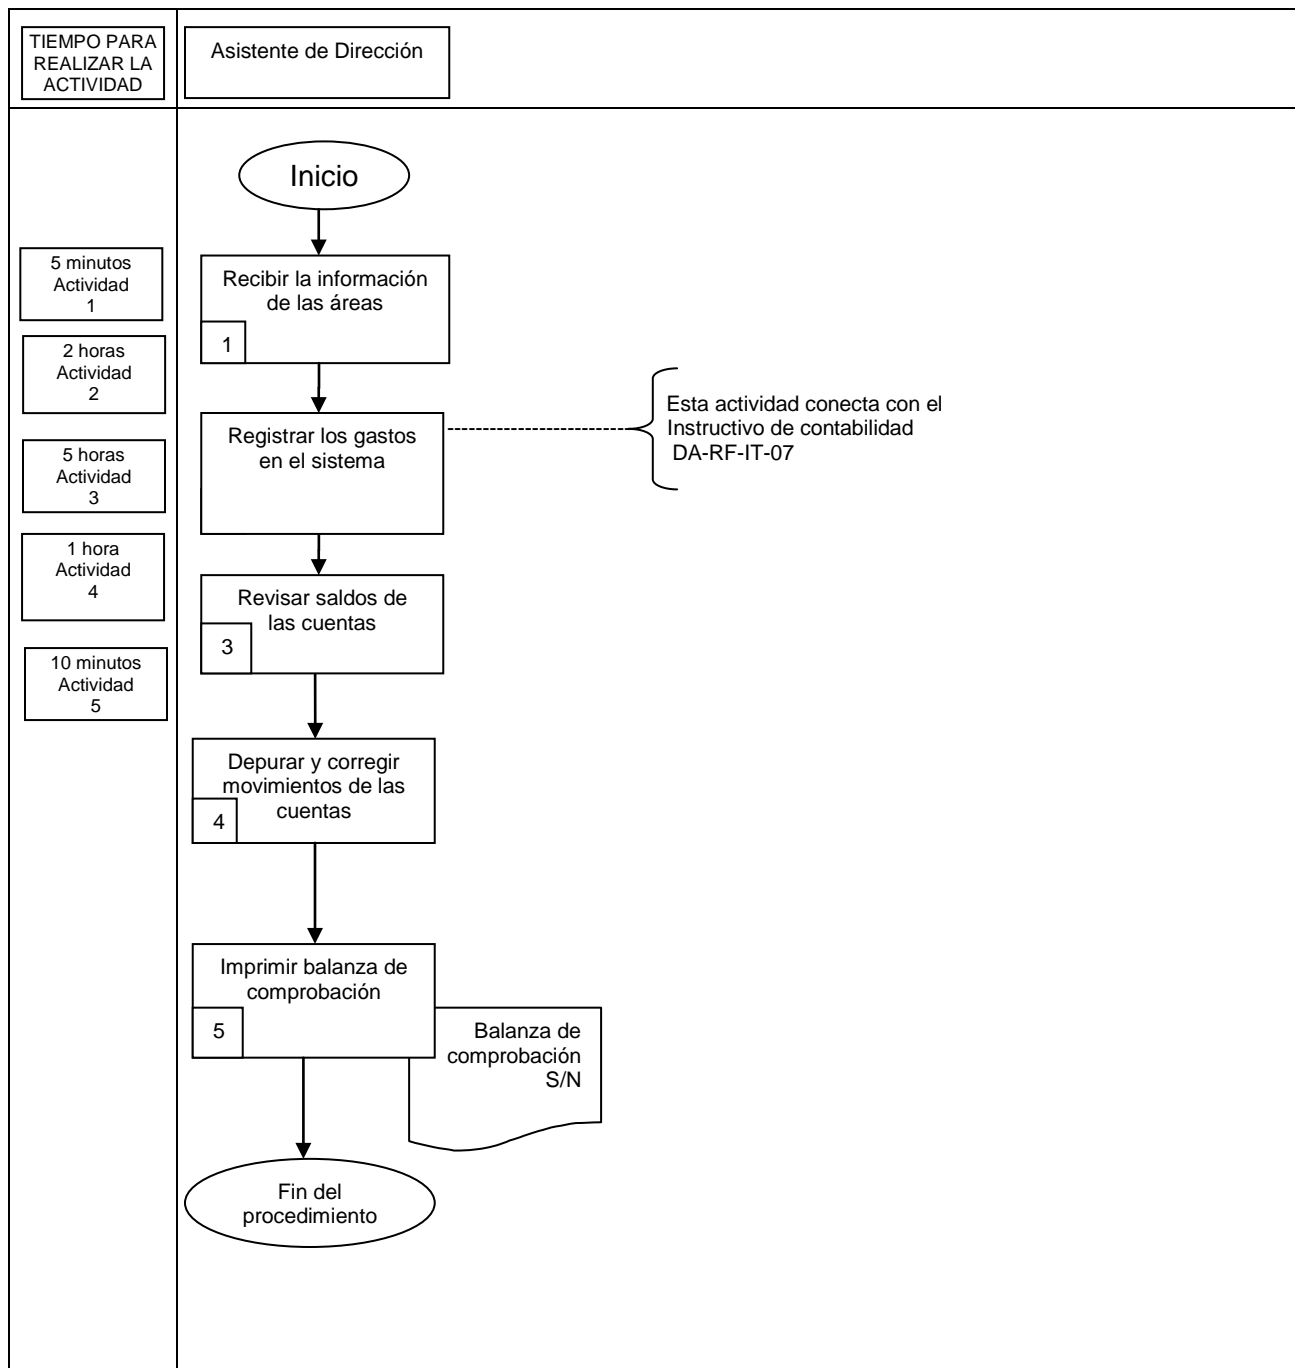 TIEMPO PARA
REALIZAR LA
ACTIVIDAD
Asistente de Dirección
Inicio
5 minutos
Actividad
1
Recibir la información
de las áreas
1
2 horas
Actividad
2
Registrar los gastos
en el sistema
Esta actividad conecta con el
Instructivo de contabilidad
DA-RF-IT-07
5 horas
Actividad
3
1 hora
Actividad
4
Revisar saldos de
las cuentas
3
10 minutos
Actividad
5
Depurar y corregir
movimientos de las
cuentas
4
Imprimir balanza de
comprobación
5
Balanza de
comprobación
S/N
Fin del
procedimiento